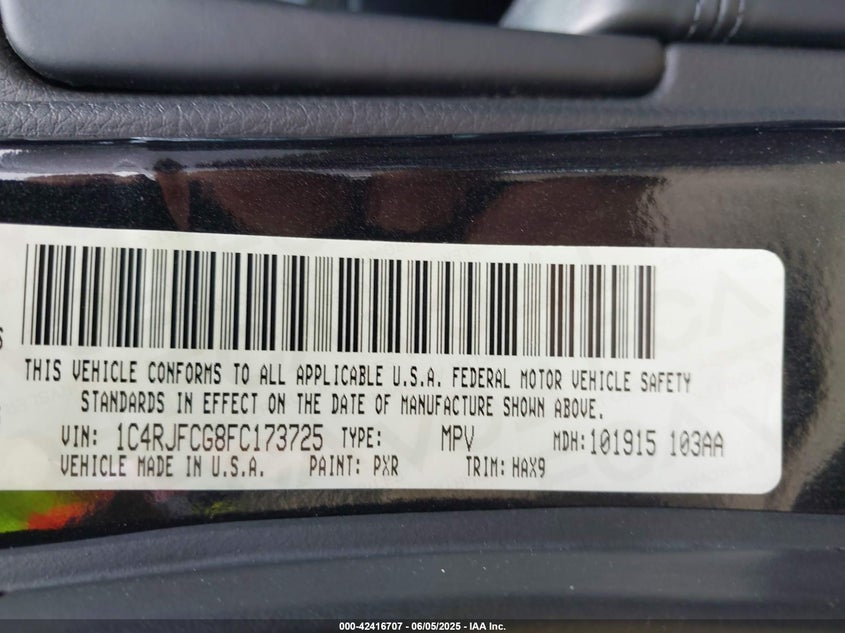 THIS VEHICLE CONFORMS TO ALL APPLICABLE U.S.A. FEDERAL MOTOR VEHICLE SAFETY
STANDARDS IN EFFECT ON THE DATE OF MANUFACTURE SHOWN ABOVE.
VIN: 1C4RJFCG8FC173725 TYPE: MPV MDH:101915 103AA
VEHICLE MADE IN U.S.A. PAINT: PXR TRIM: HAX9
000-42416707 - 06/05/2025 - IAA Inc.